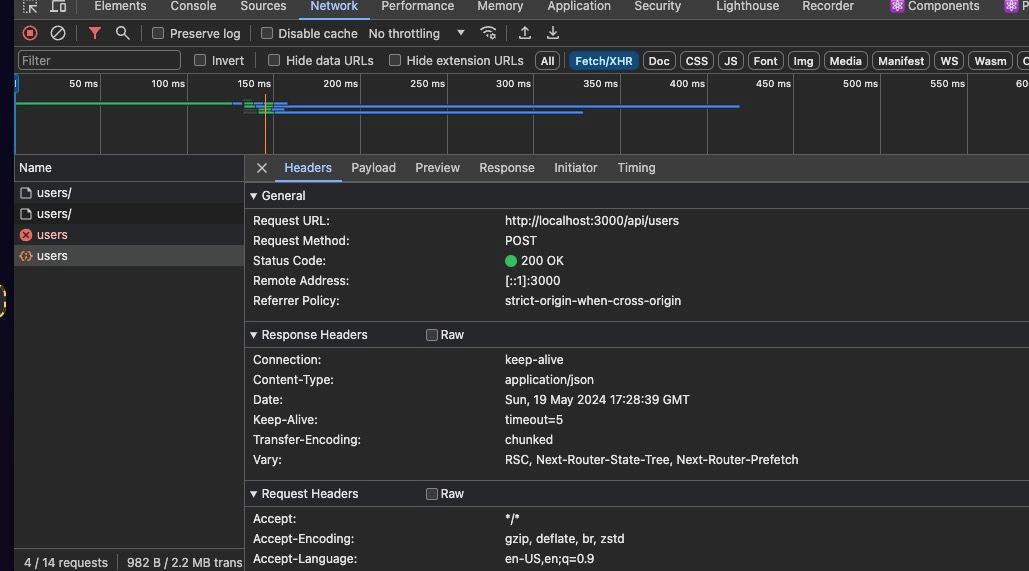 Elements Console Sources Network Performance Memory Application Security Lighthouse Recorder Components
Preserve log Disable cache No throttling
Filter Invert Hide data URLs Hide extension URLs All Fetch/XHR Doc CSS JS Font Img Media Manifest WS Wasm
50 ms 100 ms 150 ms 200 ms 250 ms 300 ms 350 ms 400 ms 450 ms 500 ms 550 ms
Name
users/
users/
users
users
4 / 14 requests 982 B / 2.2 MB trans
Headers Payload Preview Response Initiator Timing
General
Request URL: http://localhost:3000/api/users
Request Method: POST
Status Code: 200 OK
Remote Address: [::1]:3000
Referrer Policy: strict-origin-when-cross-origin
Response Headers Raw
Connection: keep-alive
Content-Type: application/json
Date: Sun, 19 May 2024 17:28:39 GMT
Keep-Alive: timeout=5
Transfer-Encoding: chunked
Vary: RSC, Next-Router-State-Tree, Next-Router-Prefetch
Request Headers Raw
Accept: */*
Accept-Encoding: gzip, deflate, br, zstd
Accept-Language: en-US,en;q=0.9